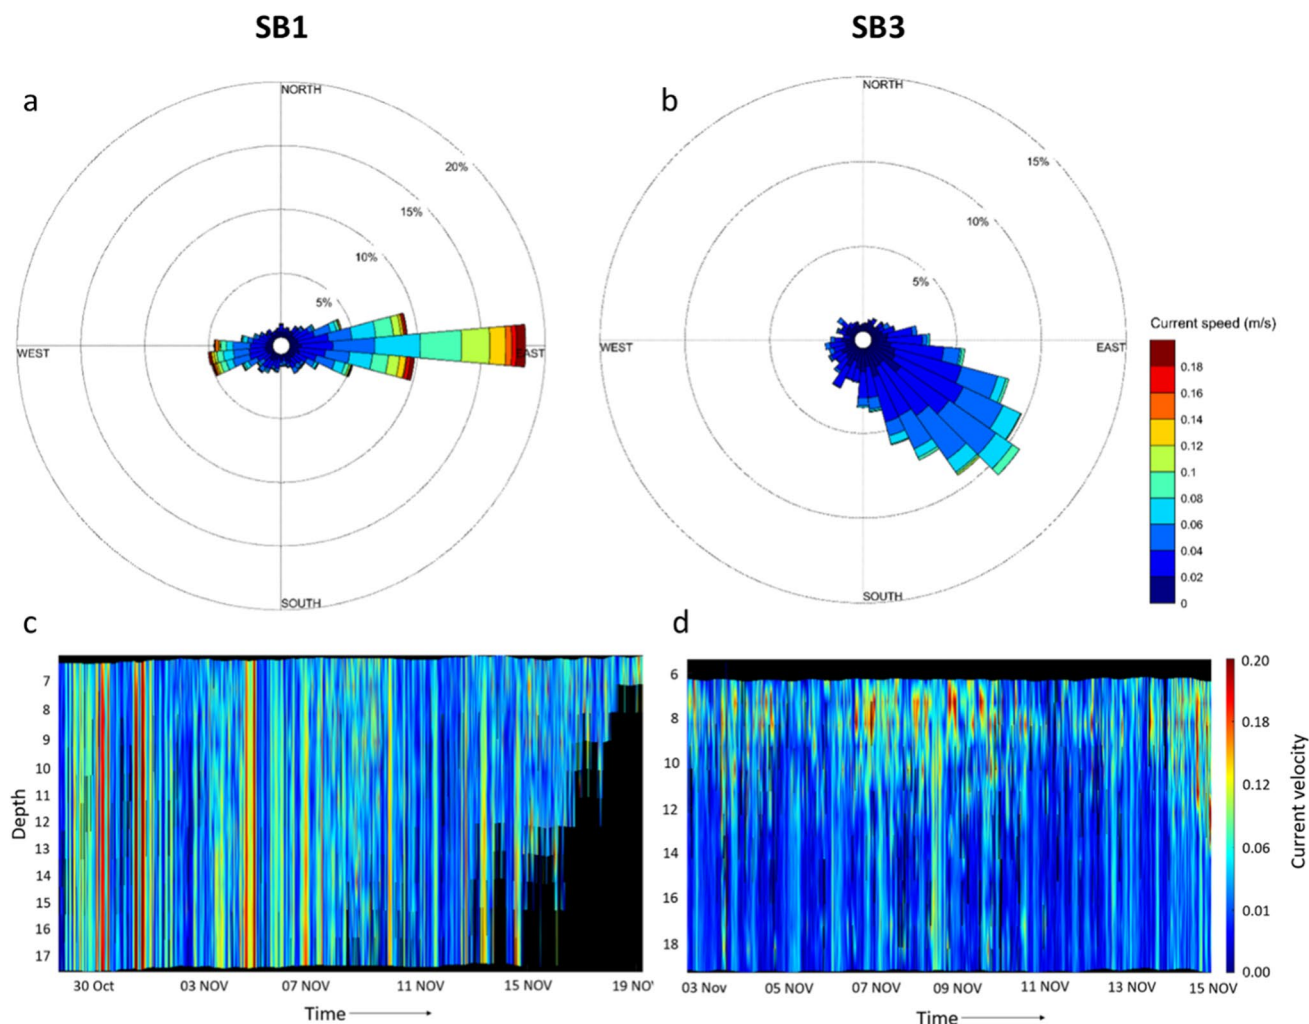 SB1
SB3
a
NORTH
20%
15%
10%
5%
WEST
EAST
SOUTH
b
NORTH
15%
10%
5%
WEST
EAST
SOUTH
Current speed (m/s)
0.18
0.16
0.14
0.12
0.1
0.08
0.06
0.04
0.02
0
c
7
8
9
10
11
12
13
14
15
16
17
Depth
30 Oct
03 NOV
07 NOV
11 NOV
15 NOV
19 NOV
Time
d
6
8
10
12
14
16
18
03 Nov
05 NOV
07 NOV
09 NOV
11 NOV
13 NOV
15 NOV
Time
0.20
0.18
0.12
0.06
0.01
0.00
Current velocity